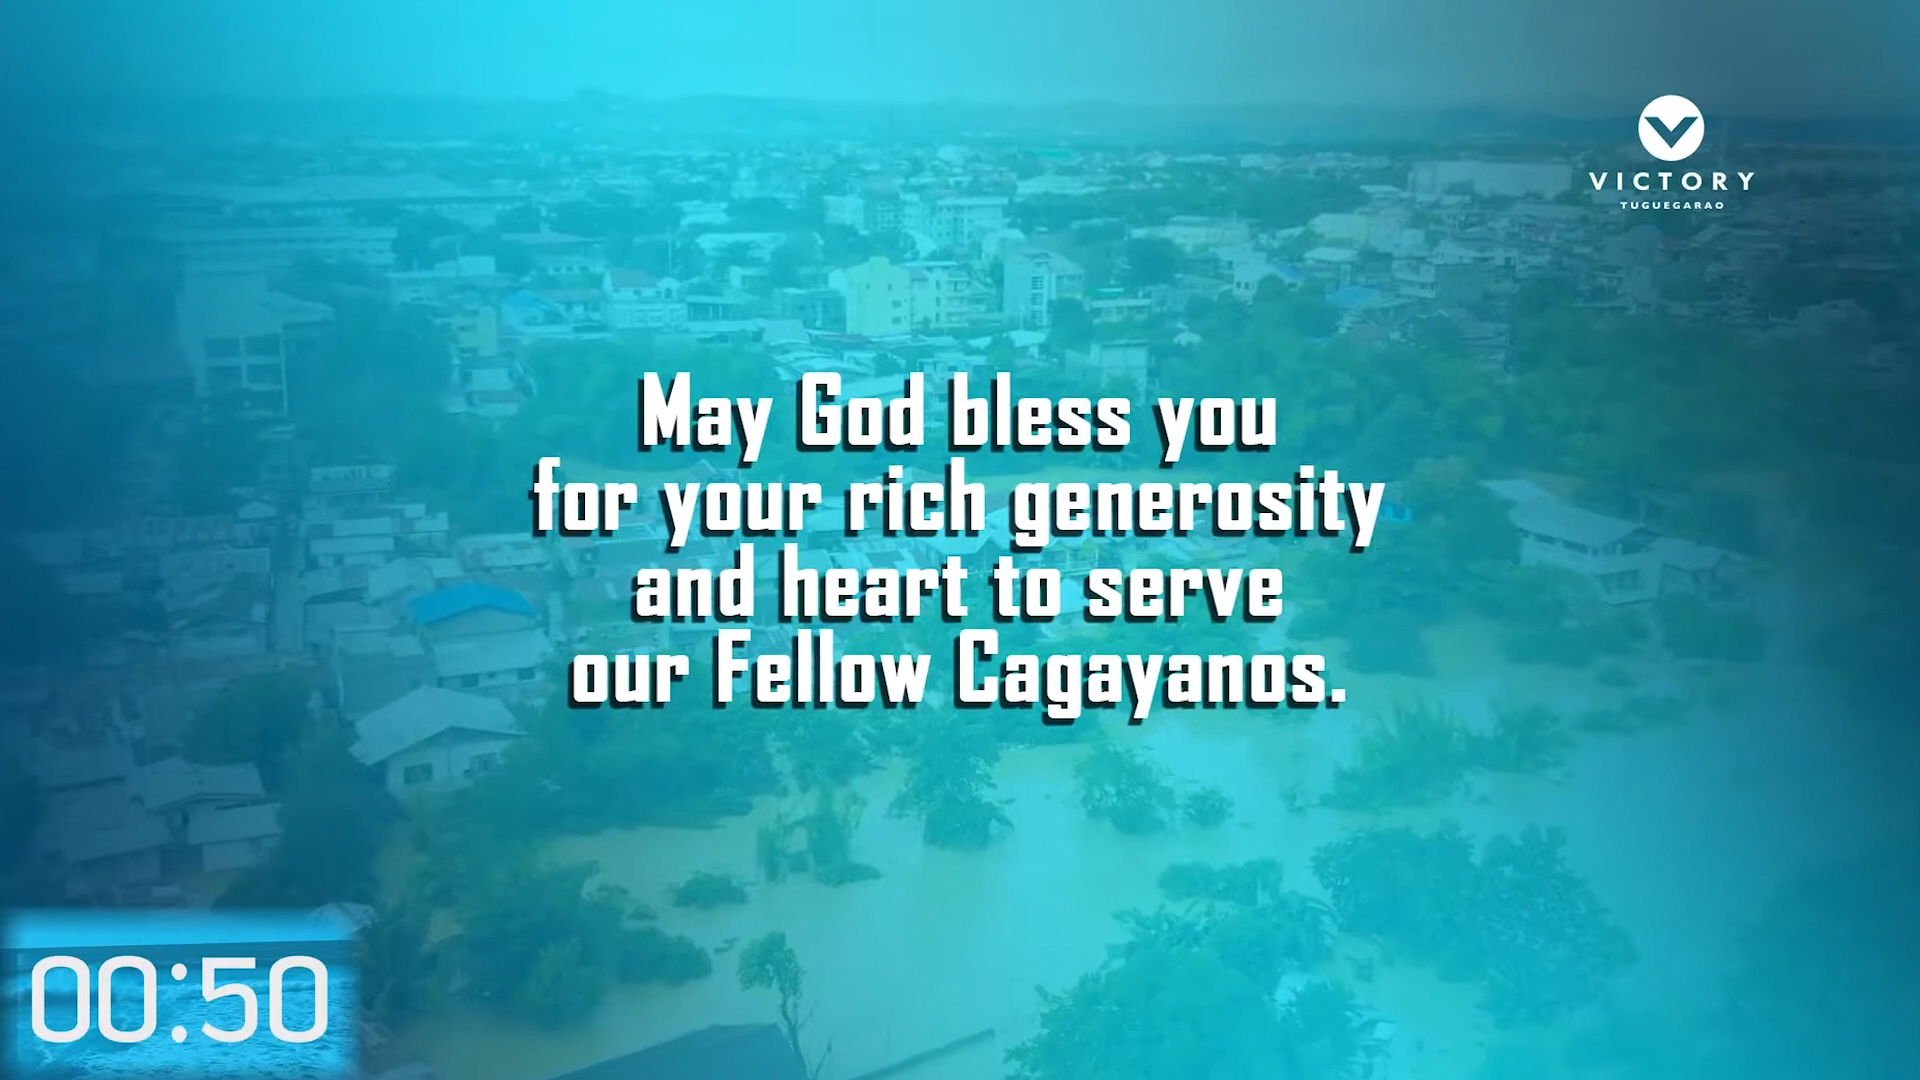 VICTORY
TUGUEGARAO
May God bless you
for your rich generosity
and heart to serve
our Fellow Cagayanos.
00:50